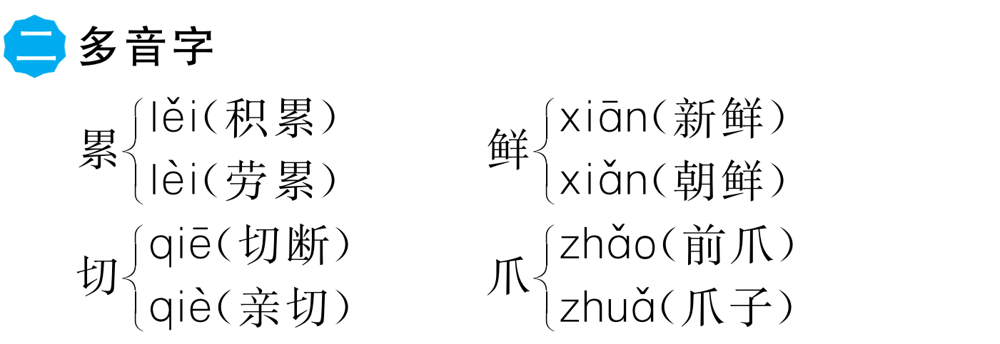 二 多音字
累 lěi(积累) lèi(劳累)
鲜 xiān(新鲜) xiǎn(朝鲜)
切 qiē(切断) qiè(亲切)
爪 zhǎo(前爪) zhuǎ(爪子)